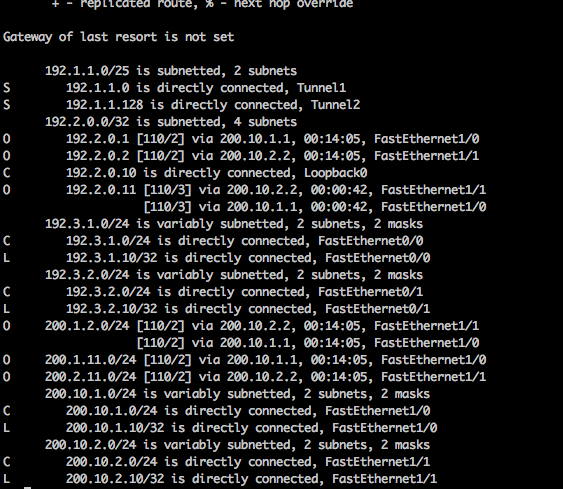 + - replicated route, % - next hop override
Gateway of last resort is not set
192.1.1.0/25 is subnetted, 2 subnets
S 192.1.1.0 is directly connected, Tunnel1
S 192.1.1.128 is directly connected, Tunnel2
192.2.0.0/32 is subnetted, 4 subnets
O 192.2.0.1 [110/2] via 200.10.1.1, 00:14:05, FastEthernet1/0
O 192.2.0.2 [110/2] via 200.10.2.2, 00:14:05, FastEthernet1/1
C 192.2.0.10 is directly connected, Loopback0
O 192.2.0.11 [110/3] via 200.10.2.2, 00:00:42, FastEthernet1/1
[110/3] via 200.10.1.1, 00:00:42, FastEthernet1/0
192.3.1.0/24 is variably subnetted, 2 subnets, 2 masks
C 192.3.1.0/24 is directly connected, FastEthernet0/0
L 192.3.1.10/32 is directly connected, FastEthernet0/0
192.3.2.0/24 is variably subnetted, 2 subnets, 2 masks
C 192.3.2.0/24 is directly connected, FastEthernet0/1
L 192.3.2.10/32 is directly connected, FastEthernet0/1
O 200.1.2.0/24 [110/2] via 200.10.2.2, 00:14:05, FastEthernet1/1
[110/2] via 200.10.1.1, 00:14:05, FastEthernet1/0
O 200.1.11.0/24 [110/2] via 200.10.1.1, 00:14:05, FastEthernet1/0
O 200.2.11.0/24 [110/2] via 200.10.2.2, 00:14:05, FastEthernet1/1
200.10.1.0/24 is variably subnetted, 2 subnets, 2 masks
C 200.10.1.0/24 is directly connected, FastEthernet1/0
L 200.10.1.10/32 is directly connected, FastEthernet1/0
200.10.2.0/24 is variably subnetted, 2 subnets, 2 masks
C 200.10.2.0/24 is directly connected, FastEthernet1/1
L 200.10.2.10/32 is directly connected, FastEthernet1/1